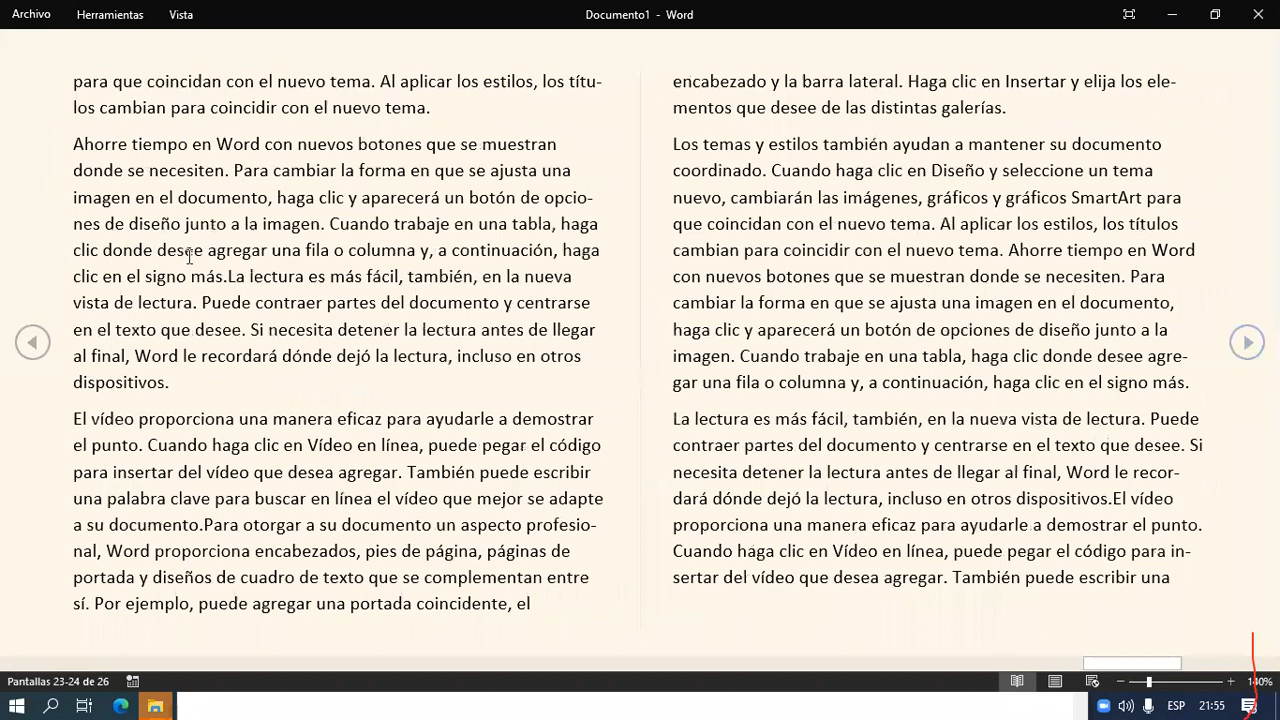 Archivo Herramientas Vista Documento1 - Word
para que coincidan con el nuevo tema. Al aplicar los estilos, los títu-
los cambian para coincidir con el nuevo tema.
Ahorre tiempo en Word con nuevos botones que se muestran
donde se necesiten. Para cambiar la forma en que se ajusta una
imagen en el documento, haga clic y aparecerá un botón de opcio-
nes de diseño junto a la imagen. Cuando trabaje en una tabla, haga
clic donde desee agregar una fila o columna y, a continuación, haga
clic en el signo más.La lectura es más fácil, también, en la nueva
vista de lectura. Puede contraer partes del documento y centrarse
en el texto que desee. Si necesita detener la lectura antes de llegar
al final, Word le recordará dónde dejó la lectura, incluso en otros
dispositivos.
El vídeo proporciona una manera eficaz para ayudarle a demostrar
el punto. Cuando haga clic en Vídeo en línea, puede pegar el código
para insertar del vídeo que desea agregar. También puede escribir
una palabra clave para buscar en línea el vídeo que mejor se adapte
a su documento.Para otorgar a su documento un aspecto profesio-
nal, Word proporciona encabezados, pies de página, páginas de
portada y diseños de cuadro de texto que se complementan entre
sí. Por ejemplo, puede agregar una portada coincidente, el
encabezado y la barra lateral. Haga clic en Insertar y elija los ele-
mentos que desee de las distintas galerías.
Los temas y estilos también ayudan a mantener su documento
coordinado. Cuando haga clic en Diseño y seleccione un tema
nuevo, cambiarán las imágenes, gráficos y gráficos SmartArt para
que coincidan con el nuevo tema. Al aplicar los estilos, los títulos
cambian para coincidir con el nuevo tema. Ahorre tiempo en Word
con nuevos botones que se muestran donde se necesiten. Para
cambiar la forma en que se ajusta una imagen en el documento,
haga clic y aparecerá un botón de opciones de diseño junto a la
imagen. Cuando trabaje en una tabla, haga clic donde desee agre-
gar una fila o columna y, a continuación, haga clic en el signo más.
La lectura es más fácil, también, en la nueva vista de lectura. Puede
contraer partes del documento y centrarse en el texto que desee. Si
necesita detener la lectura antes de llegar al final, Word le recor-
dará dónde dejó la lectura, incluso en otros dispositivos.El vídeo
proporciona una manera eficaz para ayudarle a demostrar el punto.
Cuando haga clic en Vídeo en línea, puede pegar el código para in-
sertar del vídeo que desea agregar. También puede escribir una
Pantallas 23-24 de 26 140%
ESP 21:55